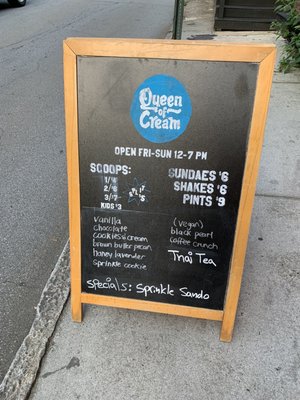 Queen
of
Cream
OPEN FRI-SUN 12-7 PM
SCOOPS:
1/$4
2/$6
3/$7
KIDS $3
SUNDAES $6
SHAKES $6
PINTS $9
vanilla
chocolate
cookies&cream
brown butter pecan
honey lavender
sprinkle cookie
(vegan)
black pearl
coffee crunch
Thai Tea
Specials: Sprinkle Sando